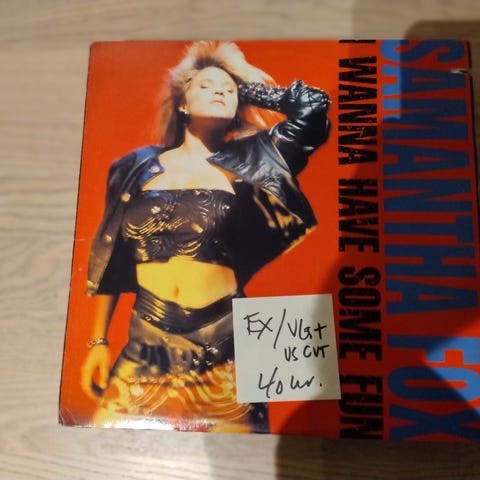 SAMANTHA FOX
I WANNA HAVE SOME FUN
EX/VG+
US CUT
40 kr.